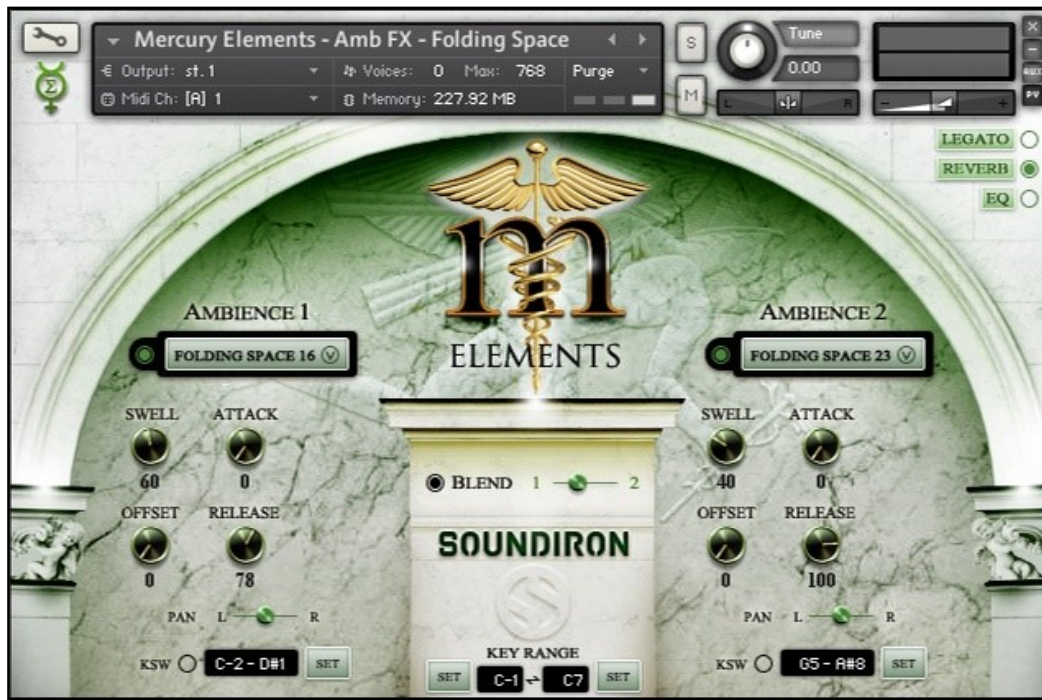 Mercury Elements - Amb FX - Folding Space
Output: st.1 Voices: 0 Max: 768 Purge
Midi Ch: [A] 1 Memory: 227.92 MB
S
M
Tune
0.00
L R
- +
AUX
PV
LEGATO
REVERB
EQ
m
ELEMENTS
AMBIENCE 1
FOLDING SPACE 16
SWELL ATTACK
60 0
OFFSET RELEASE
0 78
PAN L R
KSW C-2 - D#1 SET
BLEND 1 2
SOUNDIRON
KEY RANGE
SET C-1 C7 SET
AMBIENCE 2
FOLDING SPACE 23
SWELL ATTACK
40 0
OFFSET RELEASE
0 100
PAN L R
KSW G5 - A#8 SET